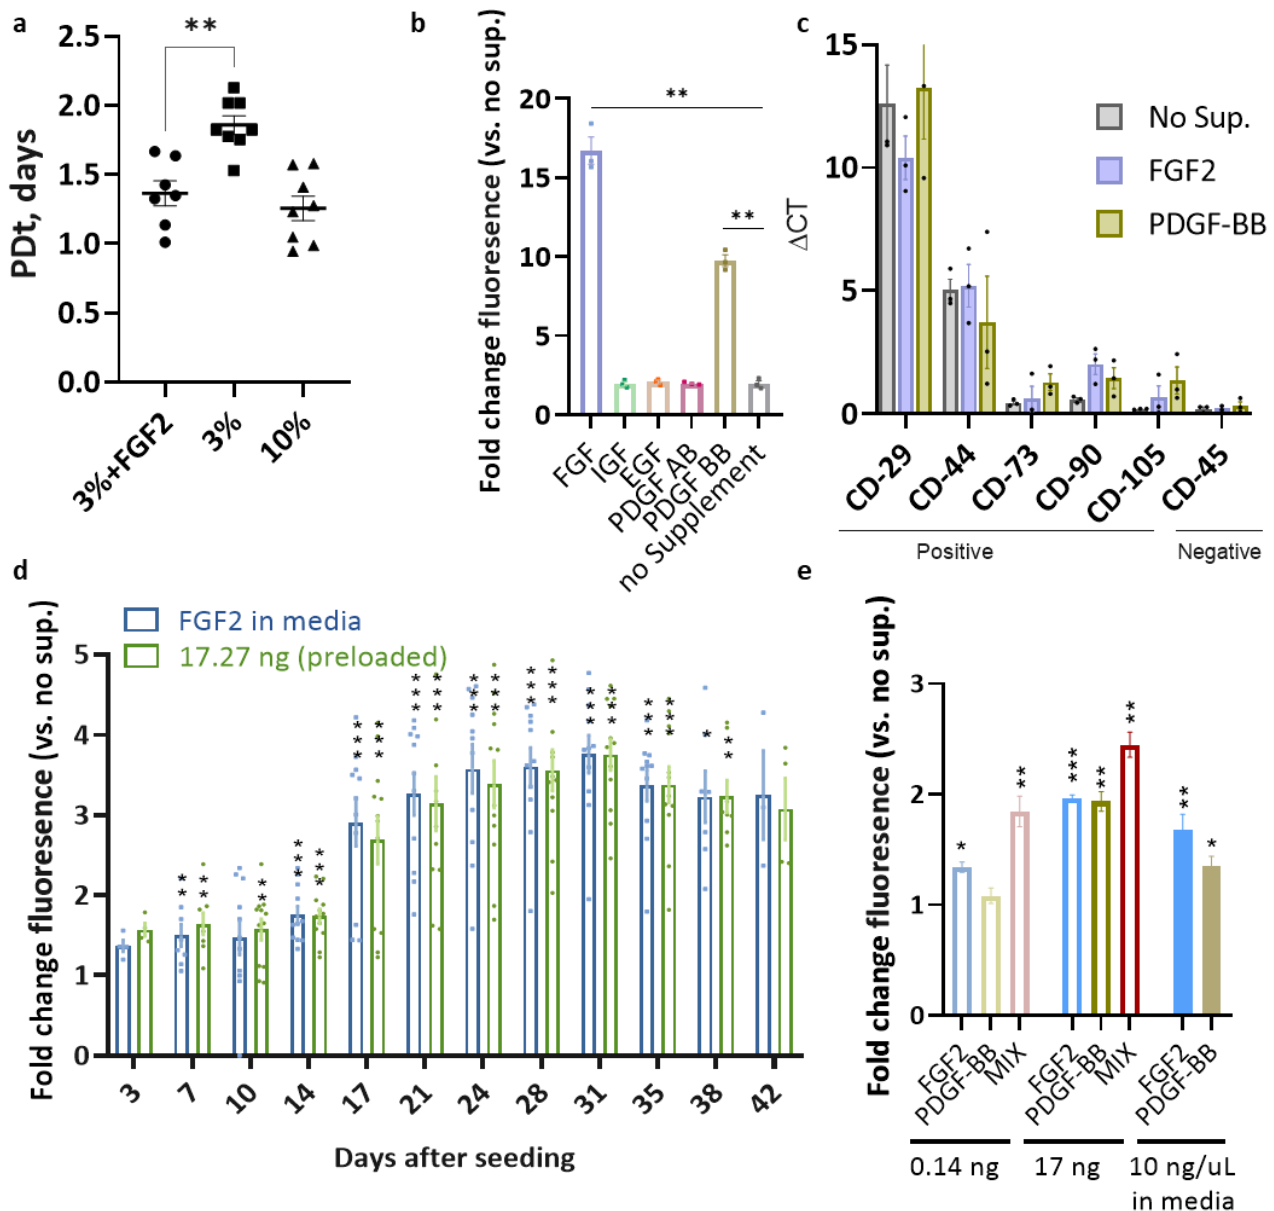 a
PDt, days
2.5
2.0
1.5
1.0
0.5
0.0
**
3%+FGF2
3%
10%
b
Fold change fluoresence (vs. no sup.)
20
15
10
5
0
**
**
FGF
IGF
EGF
PDGF AB
PDGF BB
no Supplement
c
ΔCT
15
10
5
0
No Sup.
FGF2
PDGF-BB
CD-29
CD-44
CD-73
CD-90
CD-105
CD-45
Positive
Negative
d
Fold change fluoresence (vs. no sup.)
FGF2 in media
17.27 ng (preloaded)
5
4
3
2
1
0
**
**
**
***
***
***
***
***
***
***
***
***
***
***
***
***
***
*
**
3
7
10
14
17
21
24
28
31
35
38
42
Days after seeding
e
Fold change fluoresence (vs. no sup.)
3
2
1
0
*
**
***
**
**
**
*
FGF2
PDGF-BB
MIX
FGF2
PDGF-BB
MIX
FGF2
PDGF-BB
0.14 ng
17 ng
10 ng/uL
in media